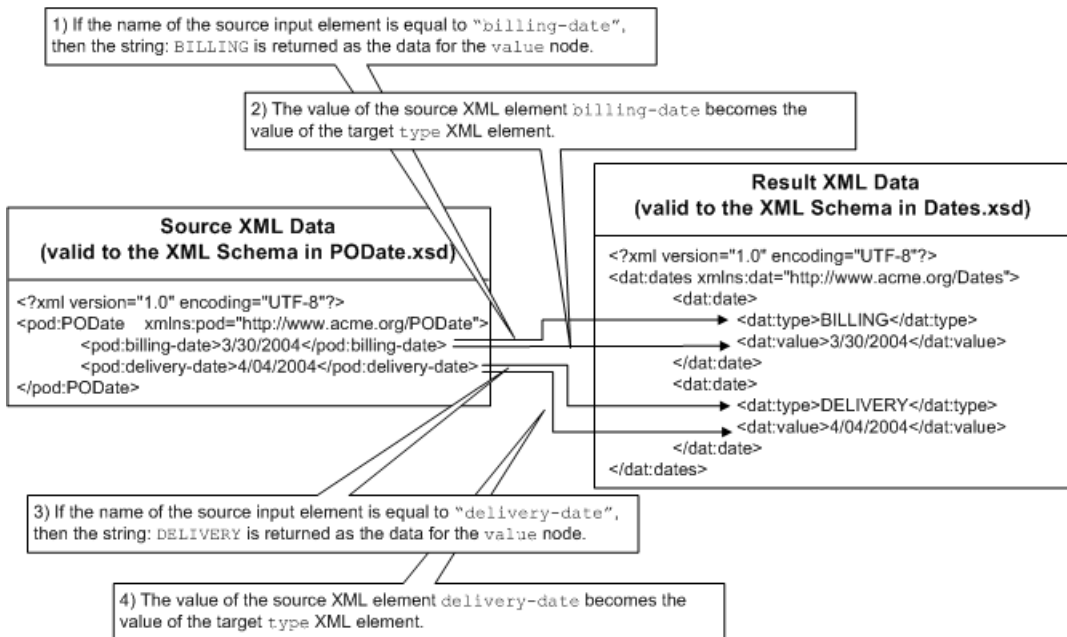 1) If the name of the source input element is equal to "billing-date",
then the string: BILLING is returned as the data for the value node.
2) The value of the source XML element billing-date becomes the
value of the target type XML element.
Source XML Data
(valid to the XML Schema in PODate.xsd)
<?xml version="1.0" encoding="UTF-8"?>
<pod:PODate    xmlns:pod="http://www.acme.org/PODate">
<pod:billing-date>3/30/2004</pod:billing-date>
<pod:delivery-date>4/04/2004</pod:delivery-date>
</pod:PODate>
Result XML Data
(valid to the XML Schema in Dates.xsd)
<?xml version="1.0" encoding="UTF-8"?>
<dat:dates xmlns:dat="http://www.acme.org/Dates">
<dat:date>
<dat:type>BILLING</dat:type>
<dat:value>3/30/2004</dat:value>
</dat:date>
<dat:date>
<dat:type>DELIVERY</dat:type>
<dat:value>4/04/2004</dat:value>
</dat:date>
</dat:dates>
3) If the name of the source input element is equal to "delivery-date",
then the string: DELIVERY is returned as the data for the value node.
4) The value of the source XML element delivery-date becomes the
value of the target type XML element.